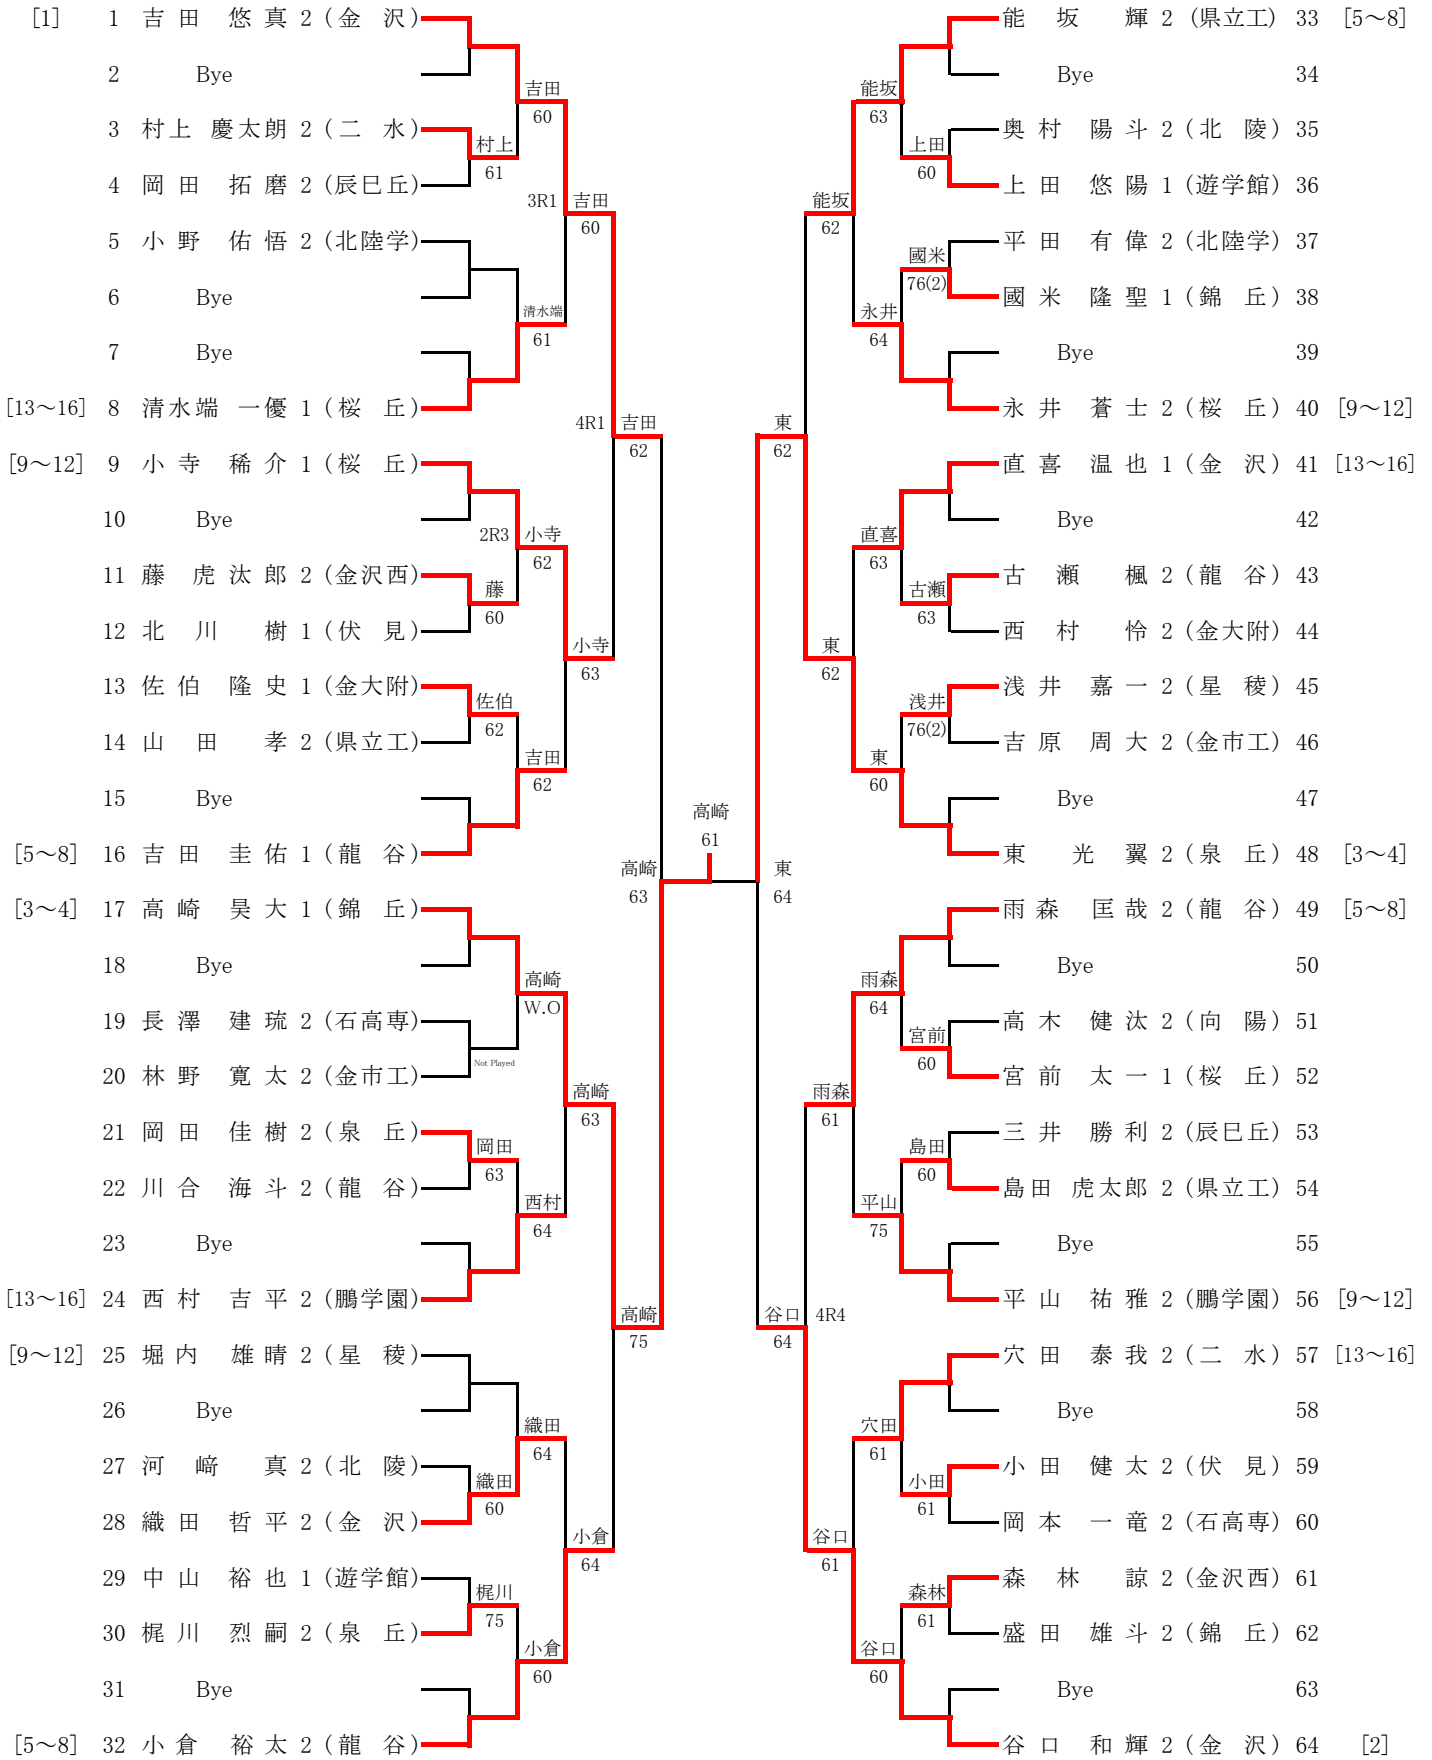 [1] 1 吉田 悠真 2 (金 沢)
2 Bye
吉田
60
3 村上 慶太朗 2 (二 水)
村上
61
4 岡田 拓磨 2 (辰巳丘)
3R1 吉田
60
5 小野 佑悟 2 (北陸学)
6 Bye
清水端
61
7 Bye
[13～16] 8 清水端 一優 1 (桜 丘)
4R1 吉田
62
[9～12] 9 小寺 稀介 1 (桜 丘)
10 Bye
2R3 小寺
62
11 藤 虎汰郎 2 (金沢西)
藤
60
12 北川 樹 1 (伏 見)
小寺
63
13 佐伯 隆史 1 (金大附)
佐伯
62
14 山田 孝 2 (県立工)
吉田
62
15 Bye
[5～8] 16 吉田 圭佑 1 (龍 谷)
高崎
63
[3～4] 17 高崎 昊大 1 (錦 丘)
18 Bye
高崎
W.O
19 長澤 建琉 2 (石高専)
Not Played
20 林野 寛太 2 (金市工)
高崎
63
21 岡田 佳樹 2 (泉 丘)
岡田
63
22 川合 海斗 2 (龍 谷)
西村
64
23 Bye
[13～16] 24 西村 吉平 2 (鵬学園)
高崎
75
[9～12] 25 堀内 雄晴 2 (星 稜)
26 Bye
織田
64
27 河﨑 真 2 (北 陵)
織田
60
28 織田 哲平 2 (金 沢)
小倉
64
29 中山 裕也 1 (遊学館)
梶川
75
30 梶川 烈嗣 2 (泉 丘)
小倉
60
31 Bye
[5～8] 32 小倉 裕太 2 (龍 谷)
高崎
61
能坂 輝 2 (県立工) 33 [5～8]
Bye 34
能坂
63
奥村 陽斗 2 (北 陵) 35
上田
60
上田 悠陽 1 (遊学館) 36
能坂
62
平田 有偉 2 (北陸学) 37
國米
76(2)
國米 隆聖 1 (錦 丘) 38
永井
64
Bye 39
永井 蒼士 2 (桜 丘) 40 [9～12]
東
62
直喜 温也 1 (金 沢) 41 [13～16]
Bye 42
直喜
63
古瀬 楓 2 (龍 谷) 43
古瀬
63
西村 怜 2 (金大附) 44
東
62
浅井 嘉一 2 (星 稜) 45
浅井
76(2)
吉原 周大 2 (金市工) 46
東
60
Bye 47
東 光翼 2 (泉 丘) 48 [3～4]
東
64
雨森 匡哉 2 (龍 谷) 49 [5～8]
Bye 50
雨森
64
高木 健汰 2 (向 陽) 51
宮前
60
宮前 太一 1 (桜 丘) 52
雨森
61
三井 勝利 2 (辰巳丘) 53
島田
60
島田 虎太郎 2 (県立工) 54
平山
75
Bye 55
平山 祐雅 2 (鵬学園) 56 [9～12]
谷口 4R4
64
穴田 泰我 2 (二 水) 57 [13～16]
Bye 58
穴田
61
小田 健太 2 (伏 見) 59
小田
61
岡本 一竜 2 (石高専) 60
谷口
61
森林 諒 2 (金沢西) 61
森林
61
盛田 雄斗 2 (錦 丘) 62
谷口
60
Bye 63
谷口 和輝 2 (金 沢) 64 [2]